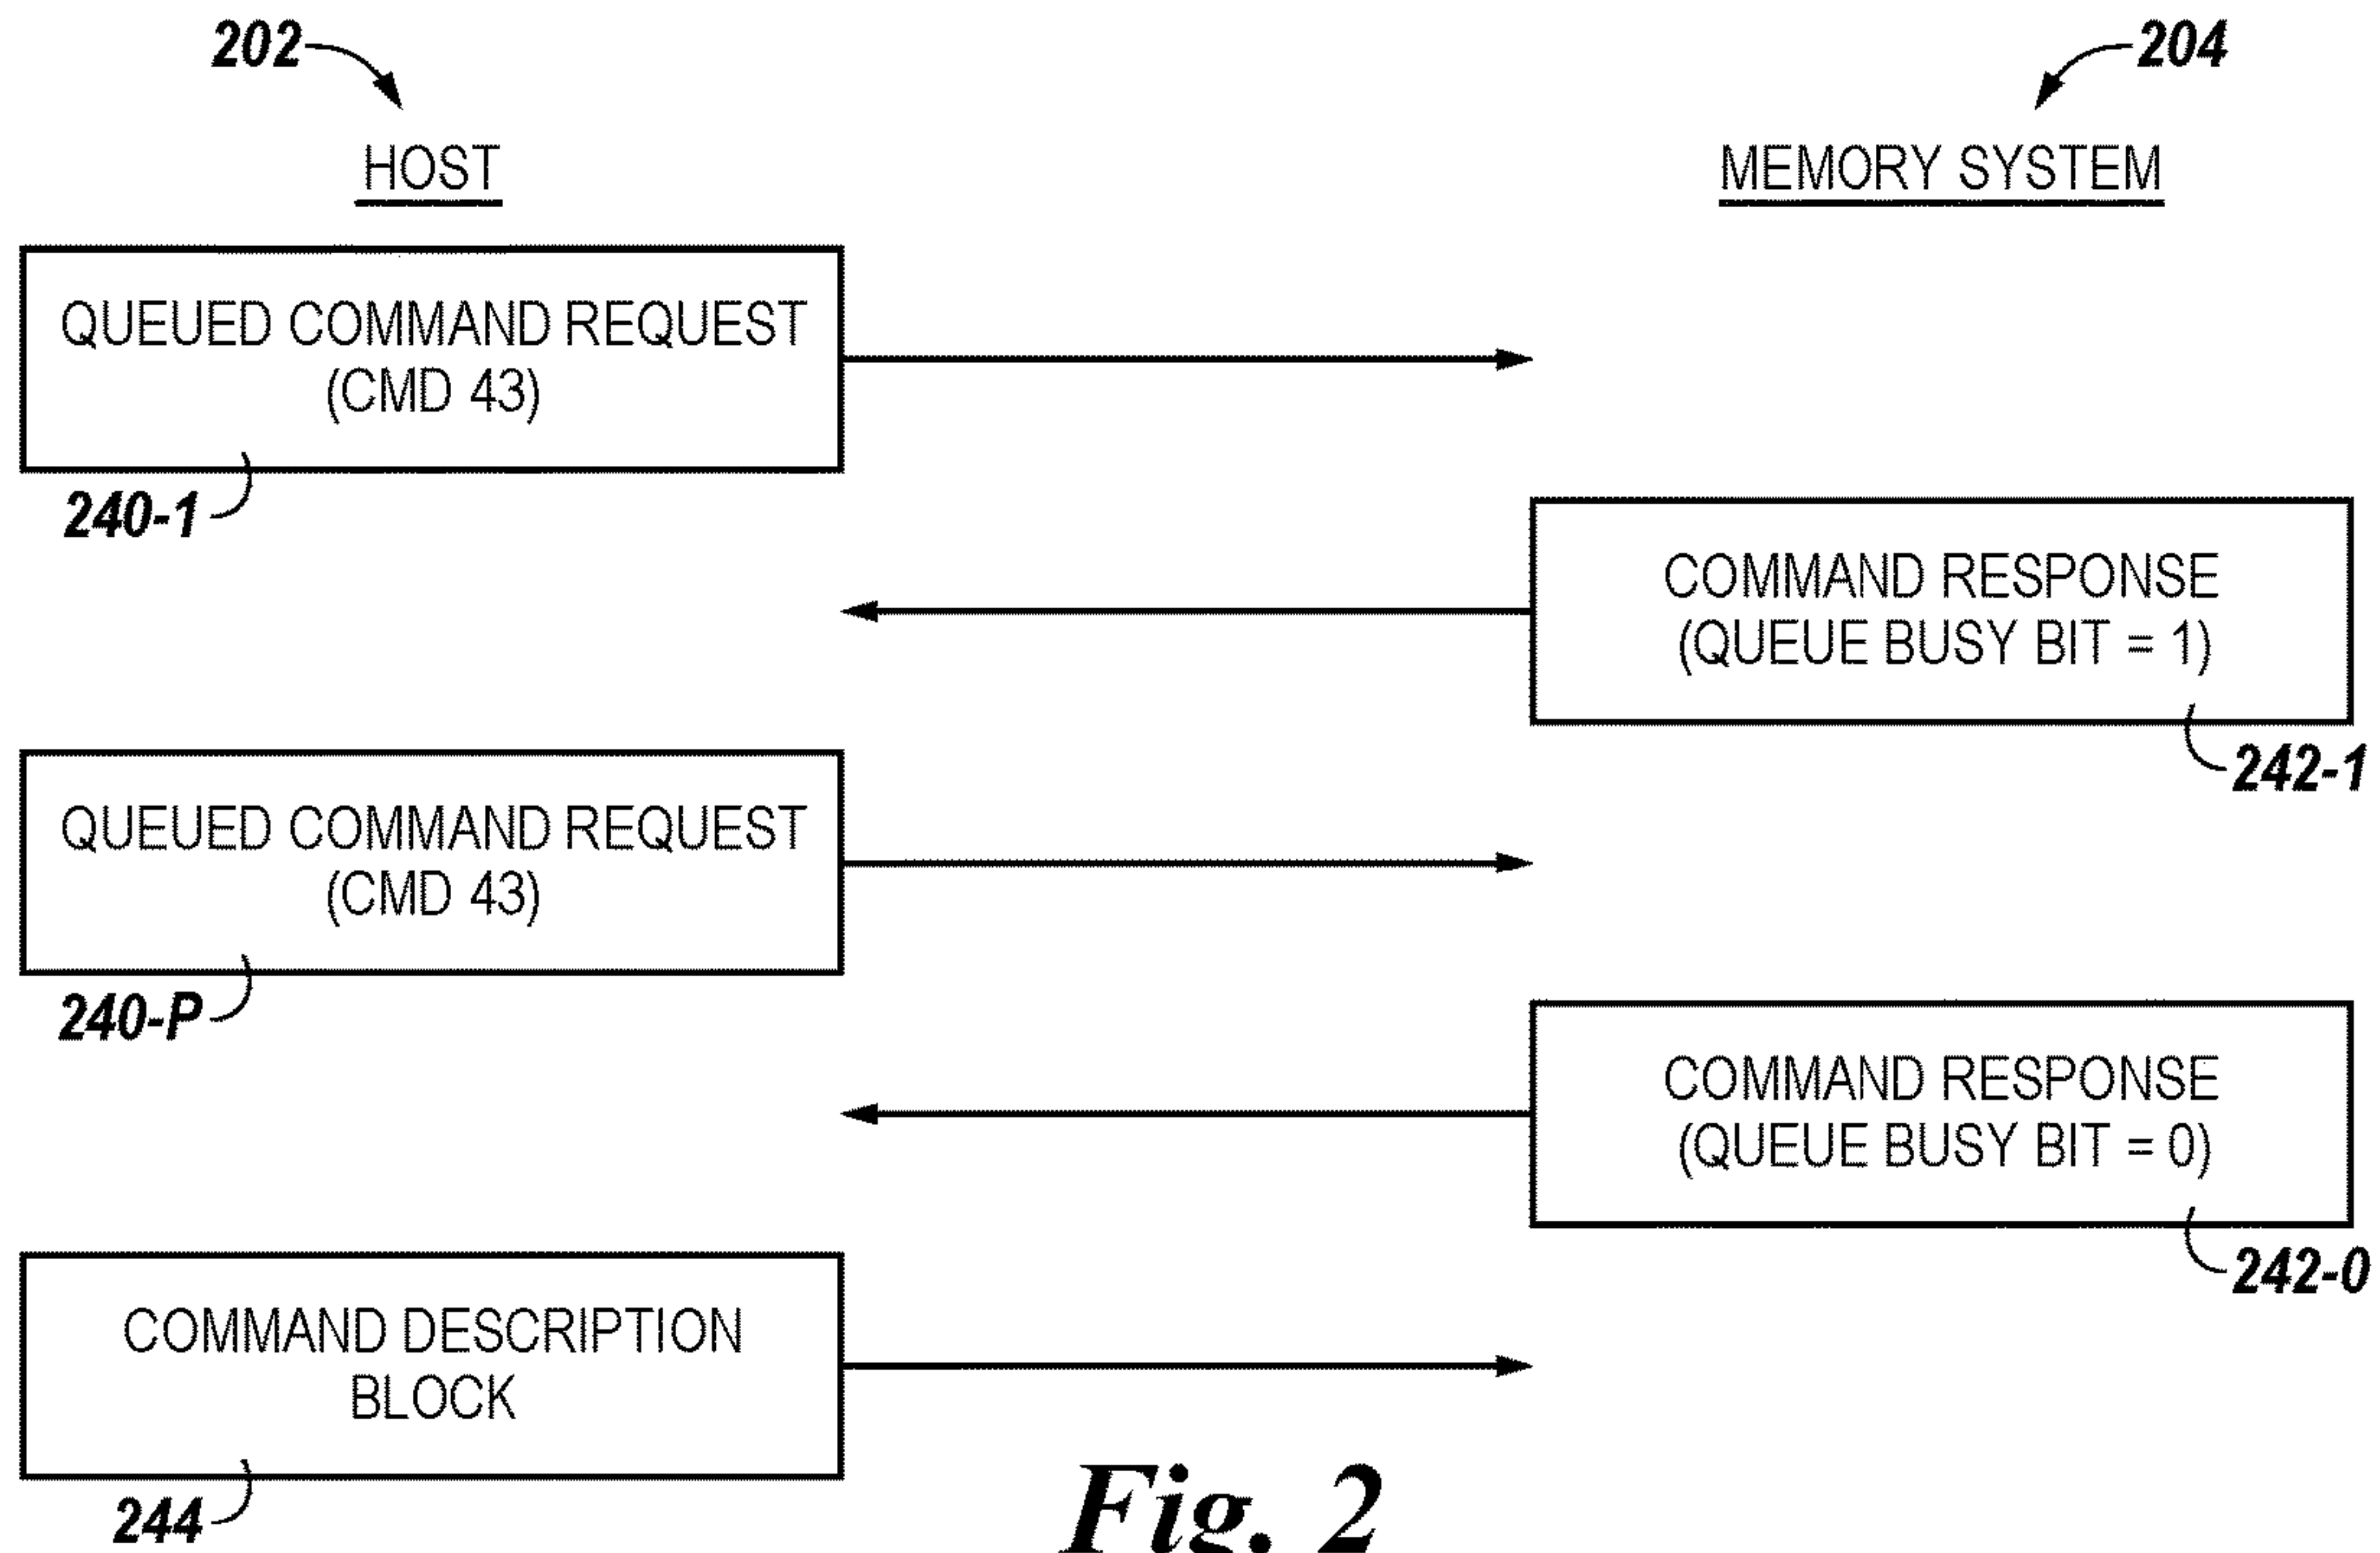 202
204
HOST
MEMORY SYSTEM
QUEUED COMMAND REQUEST
(CMD 43)
240-1
COMMAND RESPONSE
(QUEUE BUSY BIT = 1)
242-1
QUEUED COMMAND REQUEST
(CMD 43)
240-P
COMMAND RESPONSE
(QUEUE BUSY BIT = 0)
242-0
COMMAND DESCRIPTION
BLOCK
244
Fig. 2